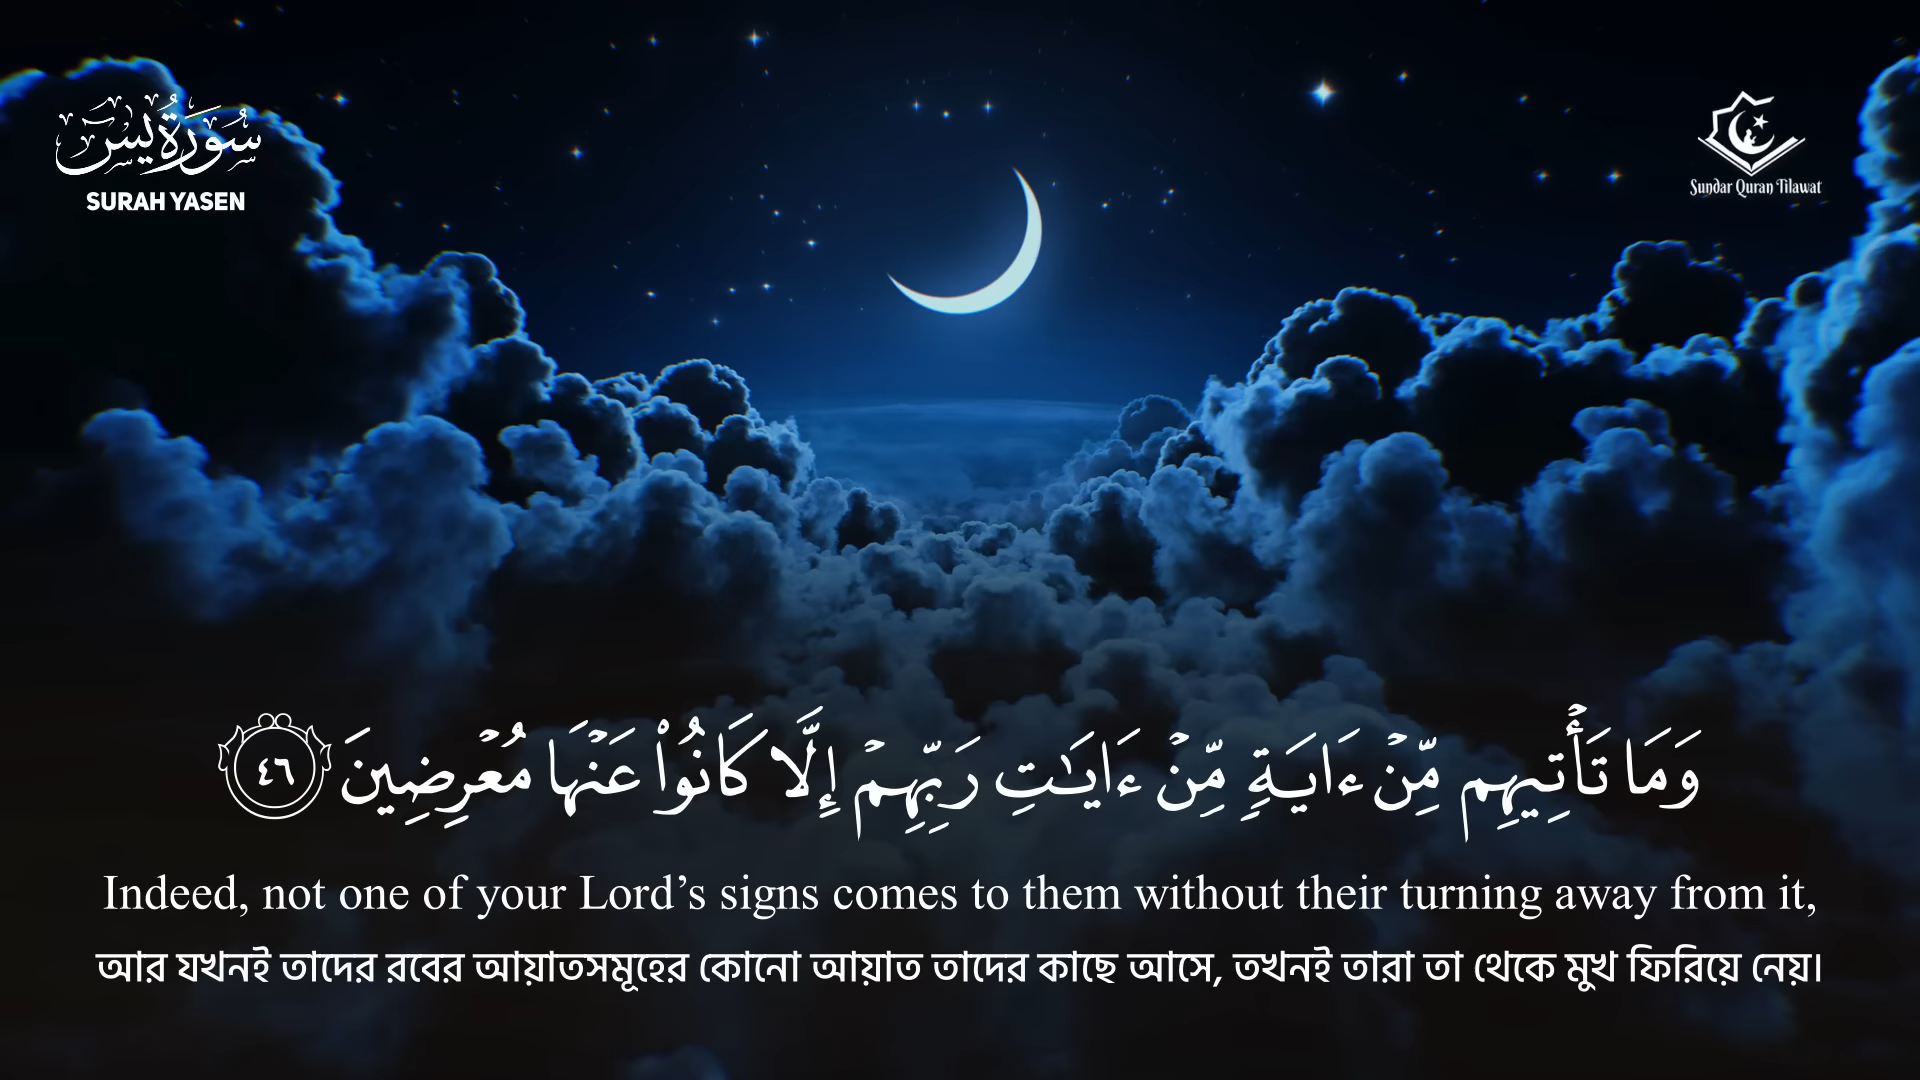 سُورَةُ يٰسٓ
SURAH YASEN
Sundar Quran Tilawat
وَمَا تَأۡتِيهِم مِّنۡ ءَايَةٖ مِّنۡ ءَايَٰتِ رَبِّهِمۡ إِلَّا كَانُواْ عَنۡهَا مُعۡرِضِينَ ٤٦
Indeed, not one of your Lord’s signs comes to them without their turning away from it,
আর যখনই তাদের রবের আয়াতসমূহের কোনো আয়াত তাদের কাছে আসে, তখনই তারা তা থেকে মুখ ফিরিয়ে নেয়।